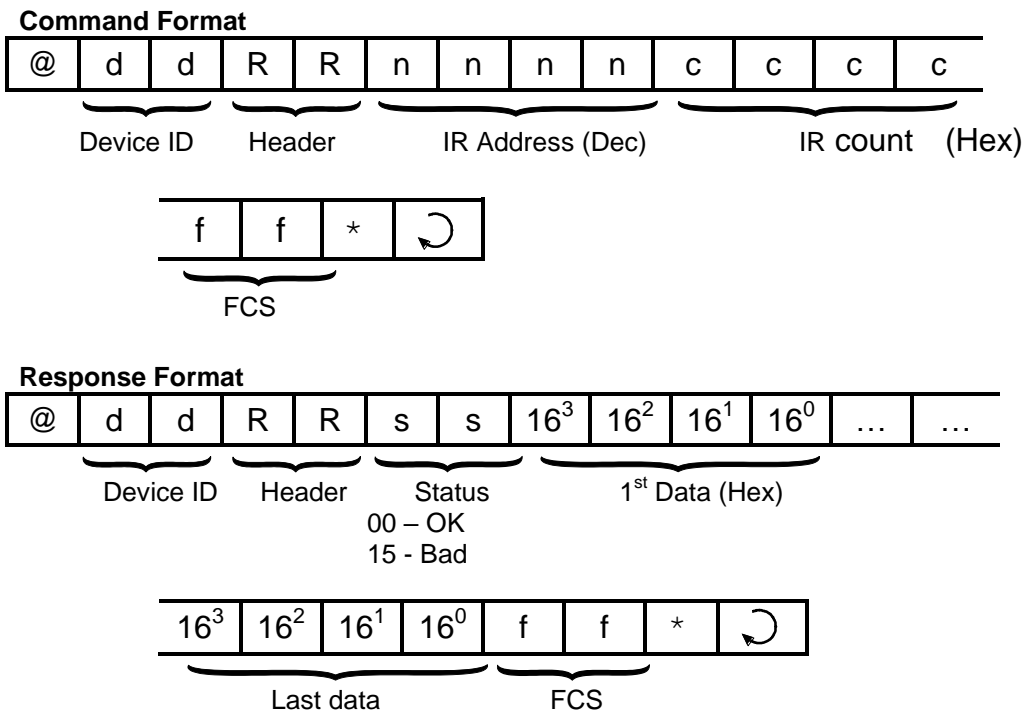 Command Format
@ d d R R n n n n c c c c
Device ID Header IR Address (Dec) IR count (Hex)
f f *
FCS
Response Format
@ d d R R s s 16³ 16² 16¹ 16⁰ … …
Device ID Header Status 1st Data (Hex)
00 – OK
15 - Bad
16³ 16² 16¹ 16⁰ f f *
Last data FCS